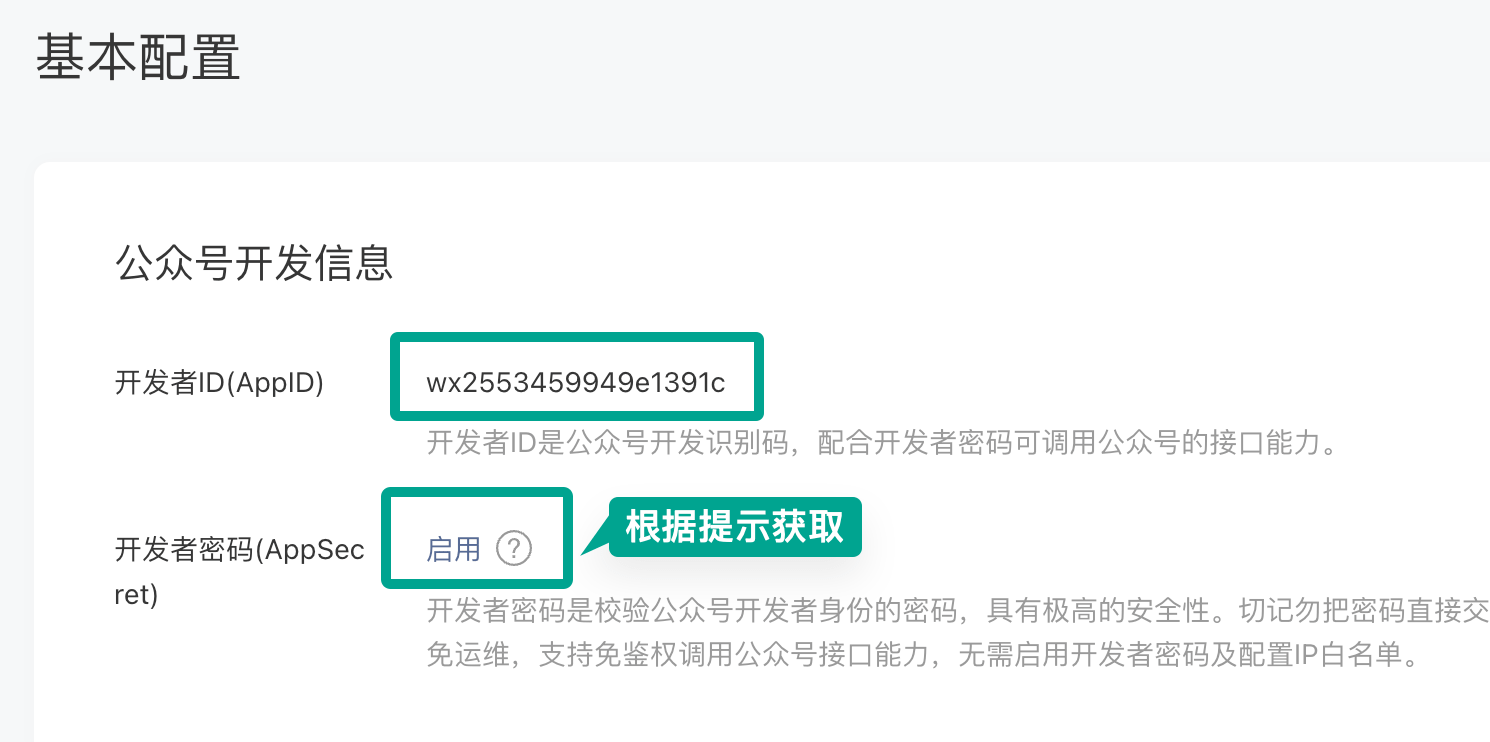 基本配置
公众号开发信息
开发者ID(AppID)
wx2553459949e1391c
开发者ID是公众号开发识别码，配合开发者密码可调用公众号的接口能力。
开发者密码(AppSec
ret)
启用 ?
根据提示获取
开发者密码是校验公众号开发者身份的密码，具有极高的安全性。切记勿把密码直接交
免运维，支持免鉴权调用公众号接口能力，无需启用开发者密码及配置IP白名单。